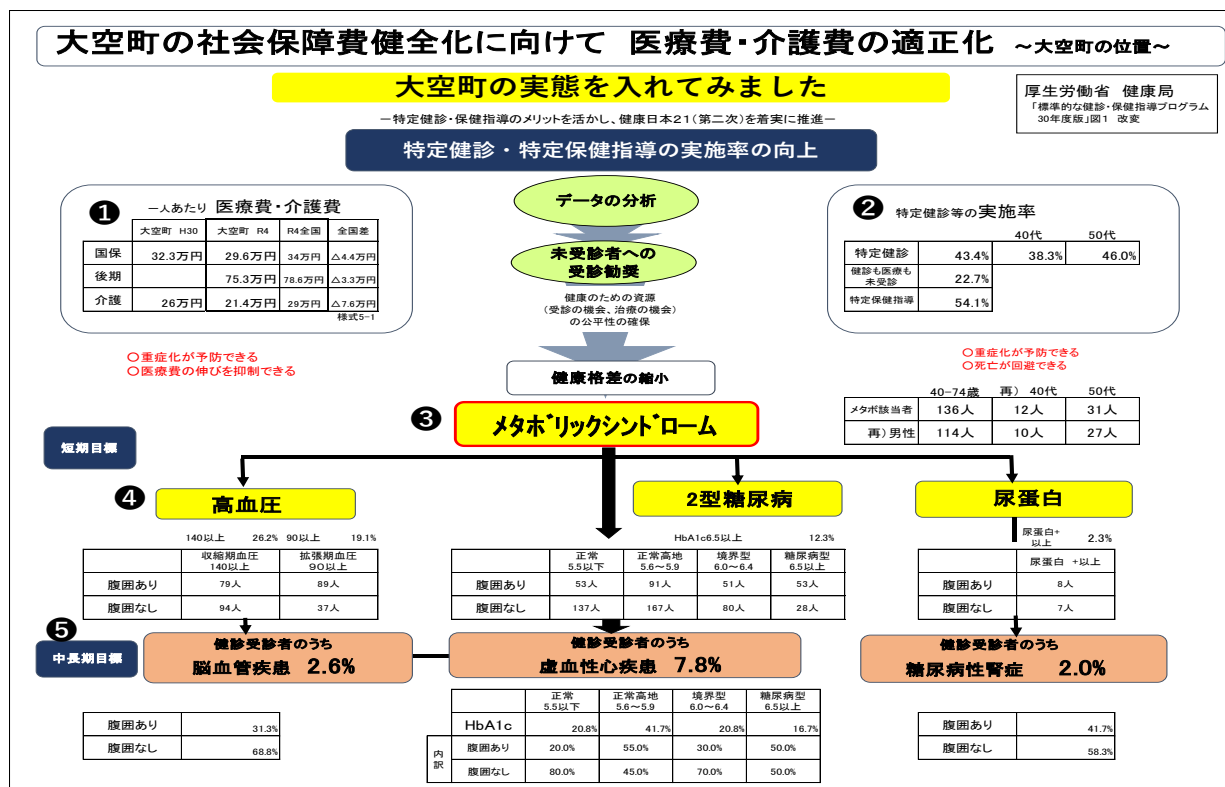 大空町の社会保障費健全化に向けて 医療費・介護費の適正化 ～大空町の位置～
大空町の実態を入れてみました
厚生労働省 健康局
「標準的な健診・保健指導プログラム
30年度版」図1 改変
－特定健診・保健指導のメリットを活かし、健康日本21（第二次）を着実に推進－
特定健診・特定保健指導の実施率の向上
❶ 一人あたり 医療費・介護費
大空町 H30 大空町 R4 R4全国 全国差
国保 32.3万円 29.6万円 34万円 △4.4万円
後期 75.3万円 78.6万円 △3.3万円
介護 26万円 21.4万円 29万円 △7.6万円
様式5-1
〇重症化が予防できる
〇医療費の伸びを抑制できる
データの分析
未受診者への
受診勧奨
健康のための資源
（受診の機会、治療の機会）
の公平性の確保
健康格差の縮小
❷ 特定健診等の実施率
40代 50代
特定健診 43.4% 38.3% 46.0%
健診も医療も
未受診 22.7%
特定保健指導 54.1%
〇重症化が予防できる
〇死亡が回避できる
40-74歳 再）40代 50代
メタボ該当者 136人 12人 31人
再）男性 114人 10人 27人
❸ メタボリックシンドローム
短期目標
❹ 高血圧
2型糖尿病
尿蛋白
140以上 26.2% 90以上 19.1%
収縮期血圧 拡張期血圧
140以上 90以上
腹囲あり 79人 89人
腹囲なし 94人 37人
HbA1c6.5以上 12.3%
正常 正常高地 境界型 糖尿病型
5.5以下 5.6～5.9 6.0～6.4 6.5以上
腹囲あり 53人 91人 51人 53人
腹囲なし 137人 167人 80人 28人
尿蛋白+
以上 2.3%
尿蛋白 +以上
腹囲あり 8人
腹囲なし 7人
❺
中長期目標
健診受診者のうち
脳血管疾患 2.6%
健診受診者のうち
虚血性心疾患 7.8%
健診受診者のうち
糖尿病性腎症 2.0%
腹囲あり 31.3%
腹囲なし 68.8%
正常 正常高地 境界型 糖尿病型
5.5以下 5.6～5.9 6.0～6.4 6.5以上
HbA1c 20.8% 41.7% 20.8% 16.7%
内訳
腹囲あり 20.0% 55.0% 30.0% 50.0%
腹囲なし 80.0% 45.0% 70.0% 50.0%
腹囲あり 41.7%
腹囲なし 58.3%